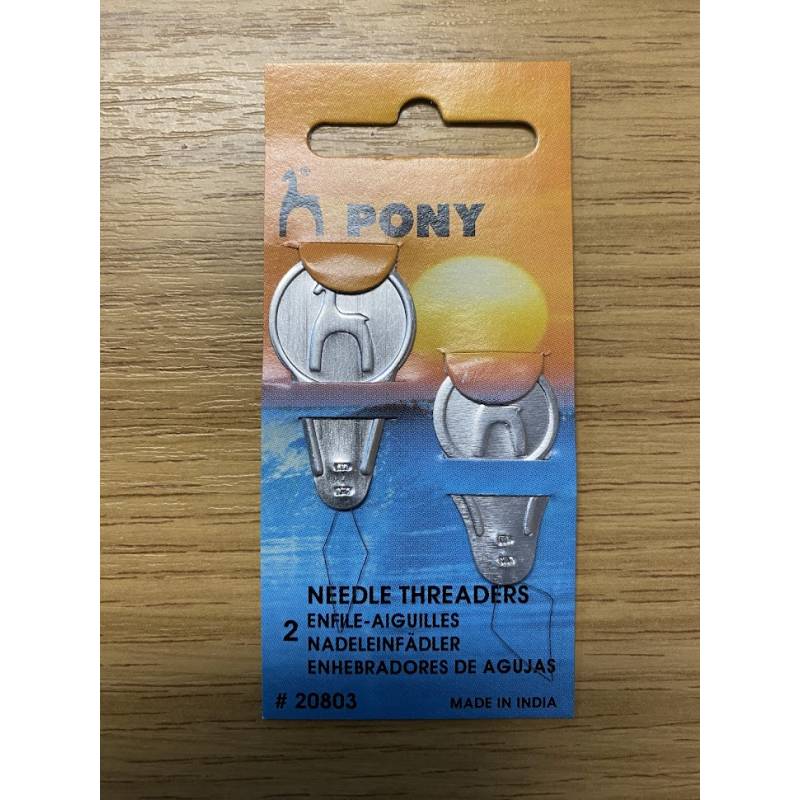 PONY
NEEDLE THREADERS
2 ENFILE-AIGUILLES
NADELEINFÄDLER
ENHEBRADORES DE AGUJAS
# 20803 MADE IN INDIA